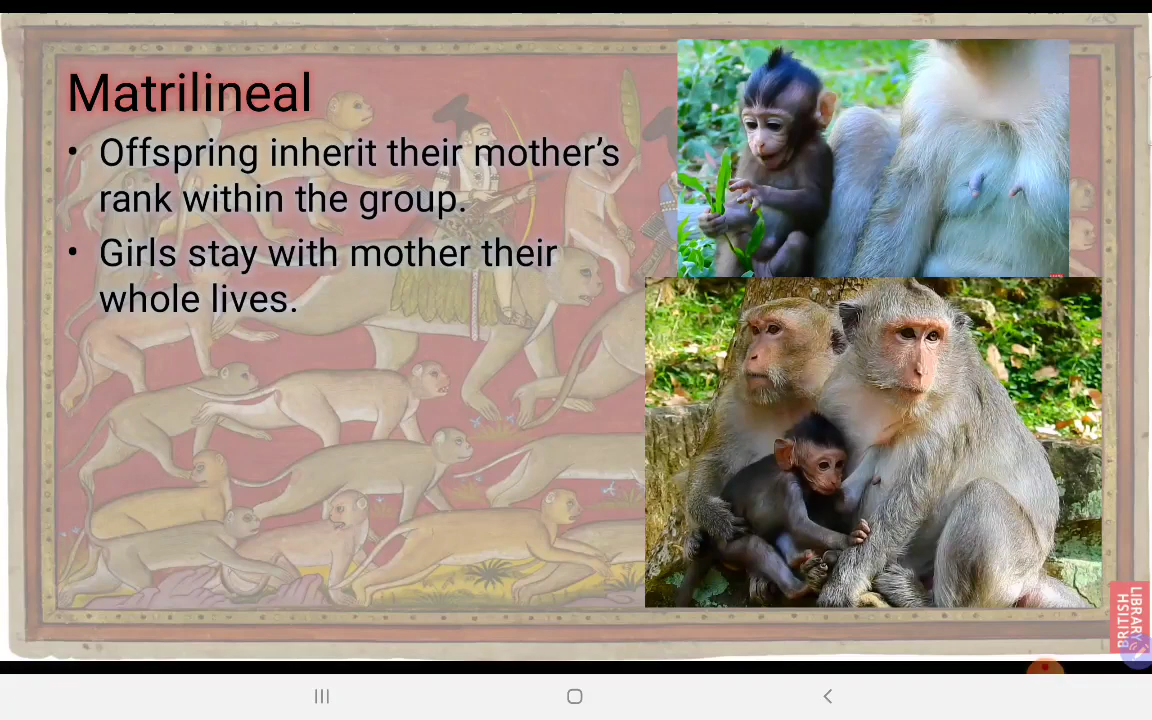 Matrilineal
• Offspring inherit their mother’s
rank within the group.
• Girls stay with mother their
whole lives.
BRITISH
LIBRARY